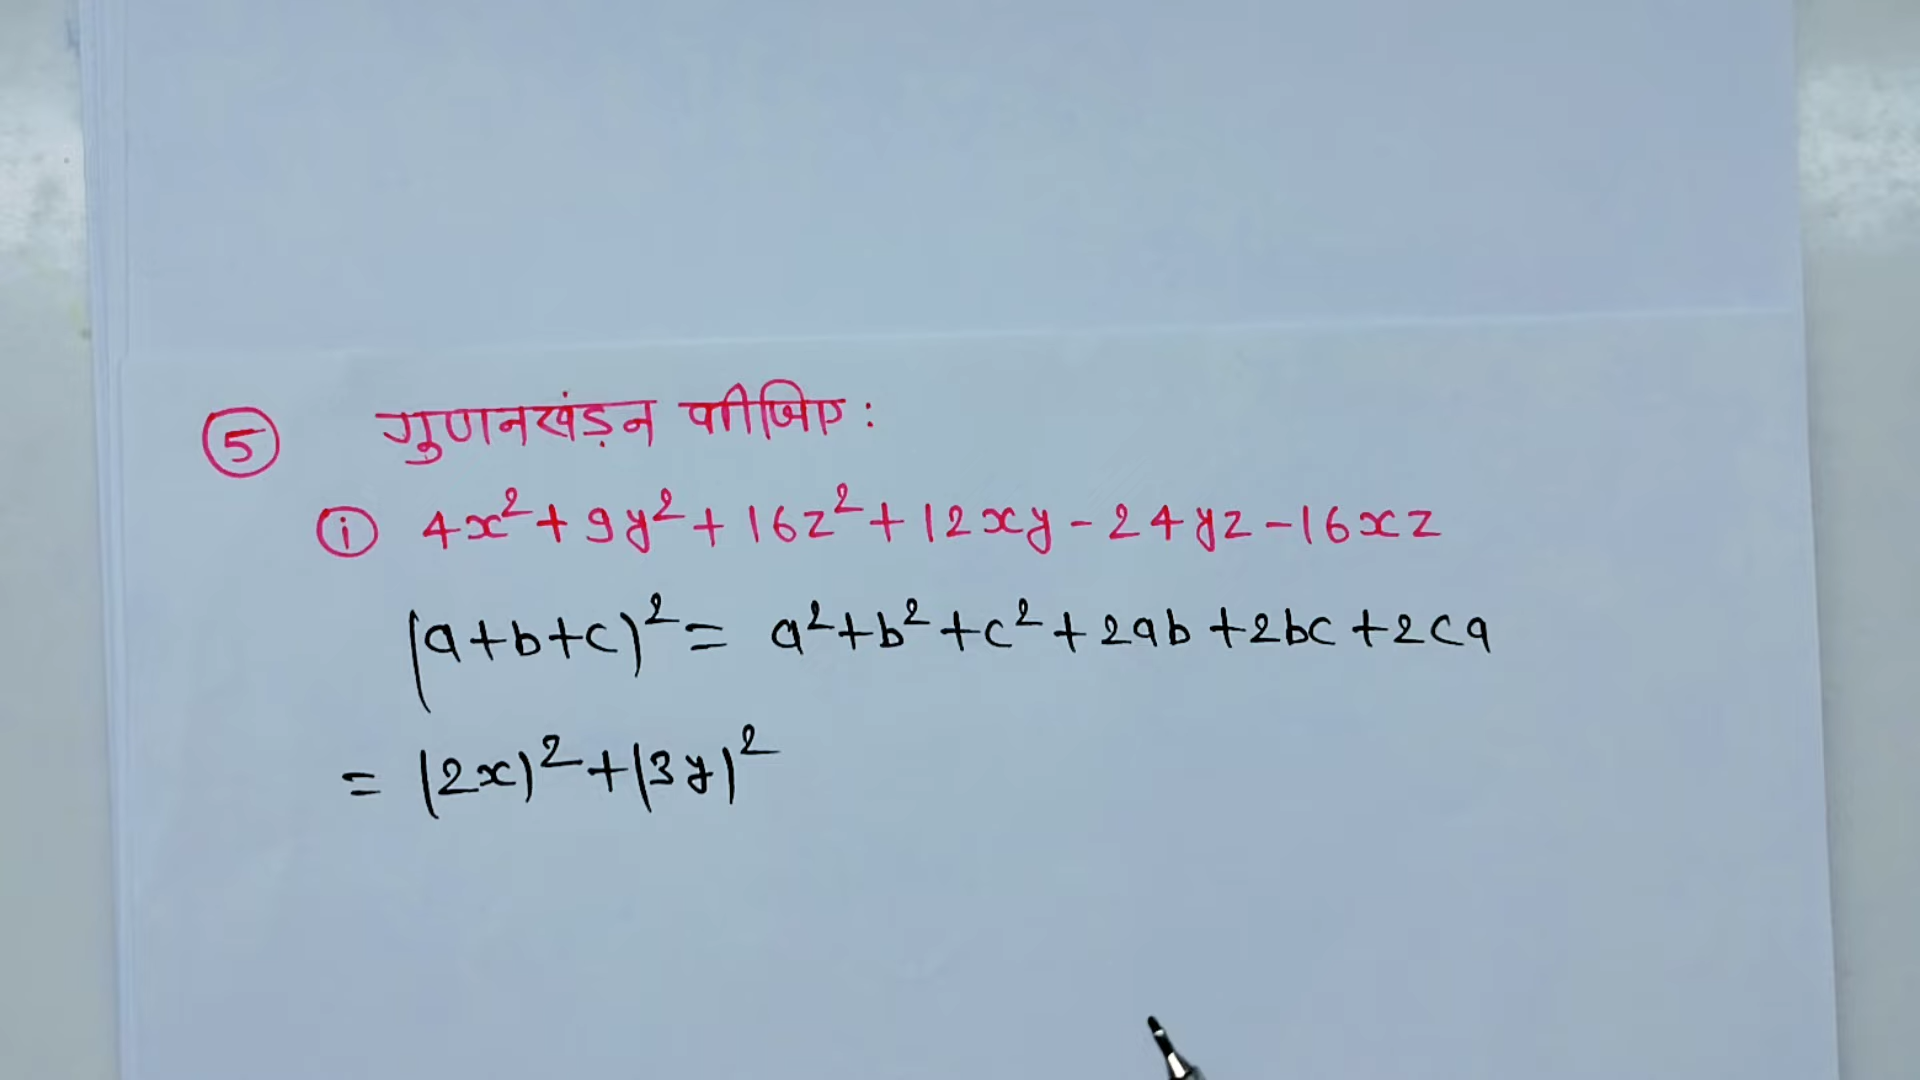 ⑤ गुणनखंड़न कीजिए :
ⓘ 4x² + 9y² + 16z² + 12xy - 24yz - 16xz
(a+b+c)² = a² + b² + c² + 2ab + 2bc + 2ca
= (2x)² + (3y)²